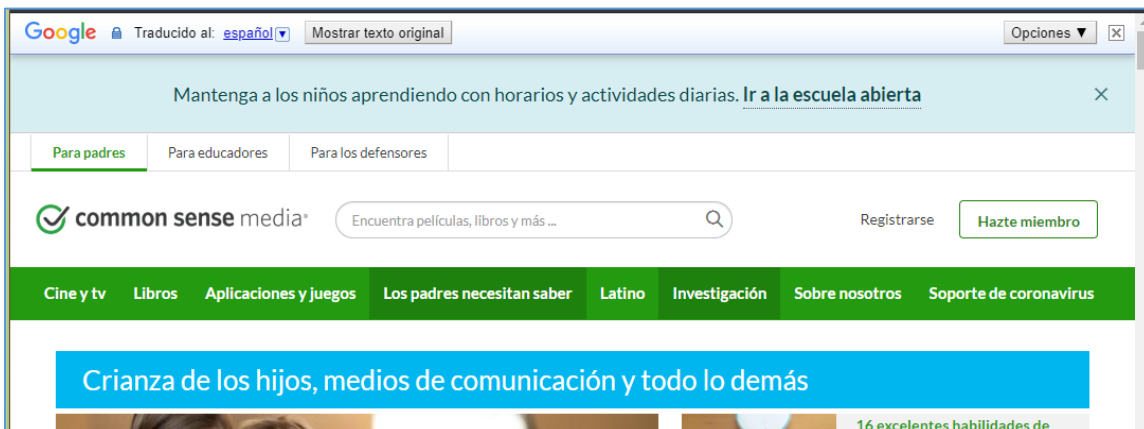 Google Traducido al: español Mostrar texto original Opciones ▼
Mantenga a los niños aprendiendo con horarios y actividades diarias. Ir a la escuela abierta ×
Para padres Para educadores Para los defensores
common sense media® Encuentra películas, libros y más ... Registrarse Hazte miembro
Cine y tv Libros Aplicaciones y juegos Los padres necesitan saber Latino Investigación Sobre nosotros Soporte de coronavirus
Crianza de los hijos, medios de comunicación y todo lo demás
16 excelentes habilidades de